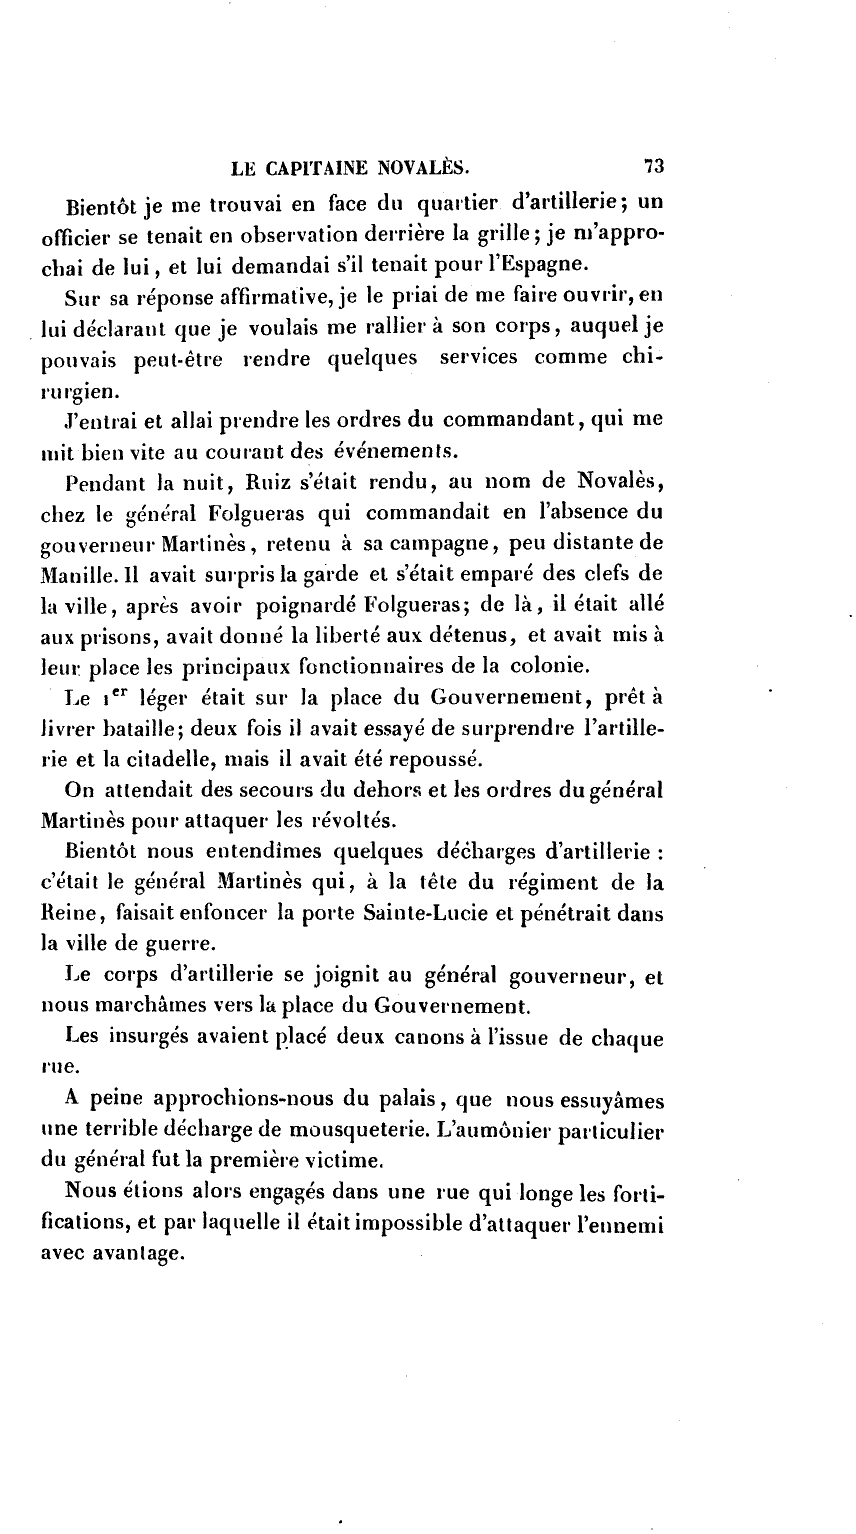 LE CAPITAINE NOVALÈS. 73
Bientôt je me trouvai en face du quartier d'artillerie; un
officier se tenait en observation derrière la grille; je m'appro-
chai de lui, et lui demandai s'il tenait pour l'Espagne.
Sur sa réponse affirmative, je le priai de me faire ouvrir, en
lui déclarant que je voulais me rallier à son corps, auquel je
pouvais peut-être rendre quelques services comme chi-
rurgien.
J'entrai et allai prendre les ordres du commandant, qui me
mit bien vite au courant des événements.
Pendant la nuit, Ruiz s'était rendu, au nom de Novalès,
chez le général Folgueras qui commandait en l'absence du
gouverneur Martinès, retenu à sa campagne, peu distante de
Manille. Il avait surpris la garde et s'était emparé des clefs de
la ville, après avoir poignardé Folgueras; de là, il était allé
aux prisons, avait donné la liberté aux détenus, et avait mis à
leur place les principaux fonctionnaires de la colonie.
Le 1er léger était sur la place du Gouvernement, prêt à
livrer bataille; deux fois il avait essayé de surprendre l'artille-
rie et la citadelle, mais il avait été repoussé.
On attendait des secours du dehors et les ordres du général
Martinès pour attaquer les révoltés.
Bientôt nous entendîmes quelques décharges d'artillerie :
c'était le général Martinès qui, à la tête du régiment de la
Reine, faisait enfoncer la porte Sainte-Lucie et pénétrait dans
la ville de guerre.
Le corps d'artillerie se joignit au général gouverneur, et
nous marchâmes vers la place du Gouvernement.
Les insurgés avaient placé deux canons à l'issue de chaque
rue.
A peine approchions-nous du palais, que nous essuyâmes
une terrible décharge de mousqueterie. L'aumônier particulier
du général fut la première victime.
Nous étions alors engagés dans une rue qui longe les forti-
fications, et par laquelle il était impossible d'attaquer l'ennemi
avec avantage.